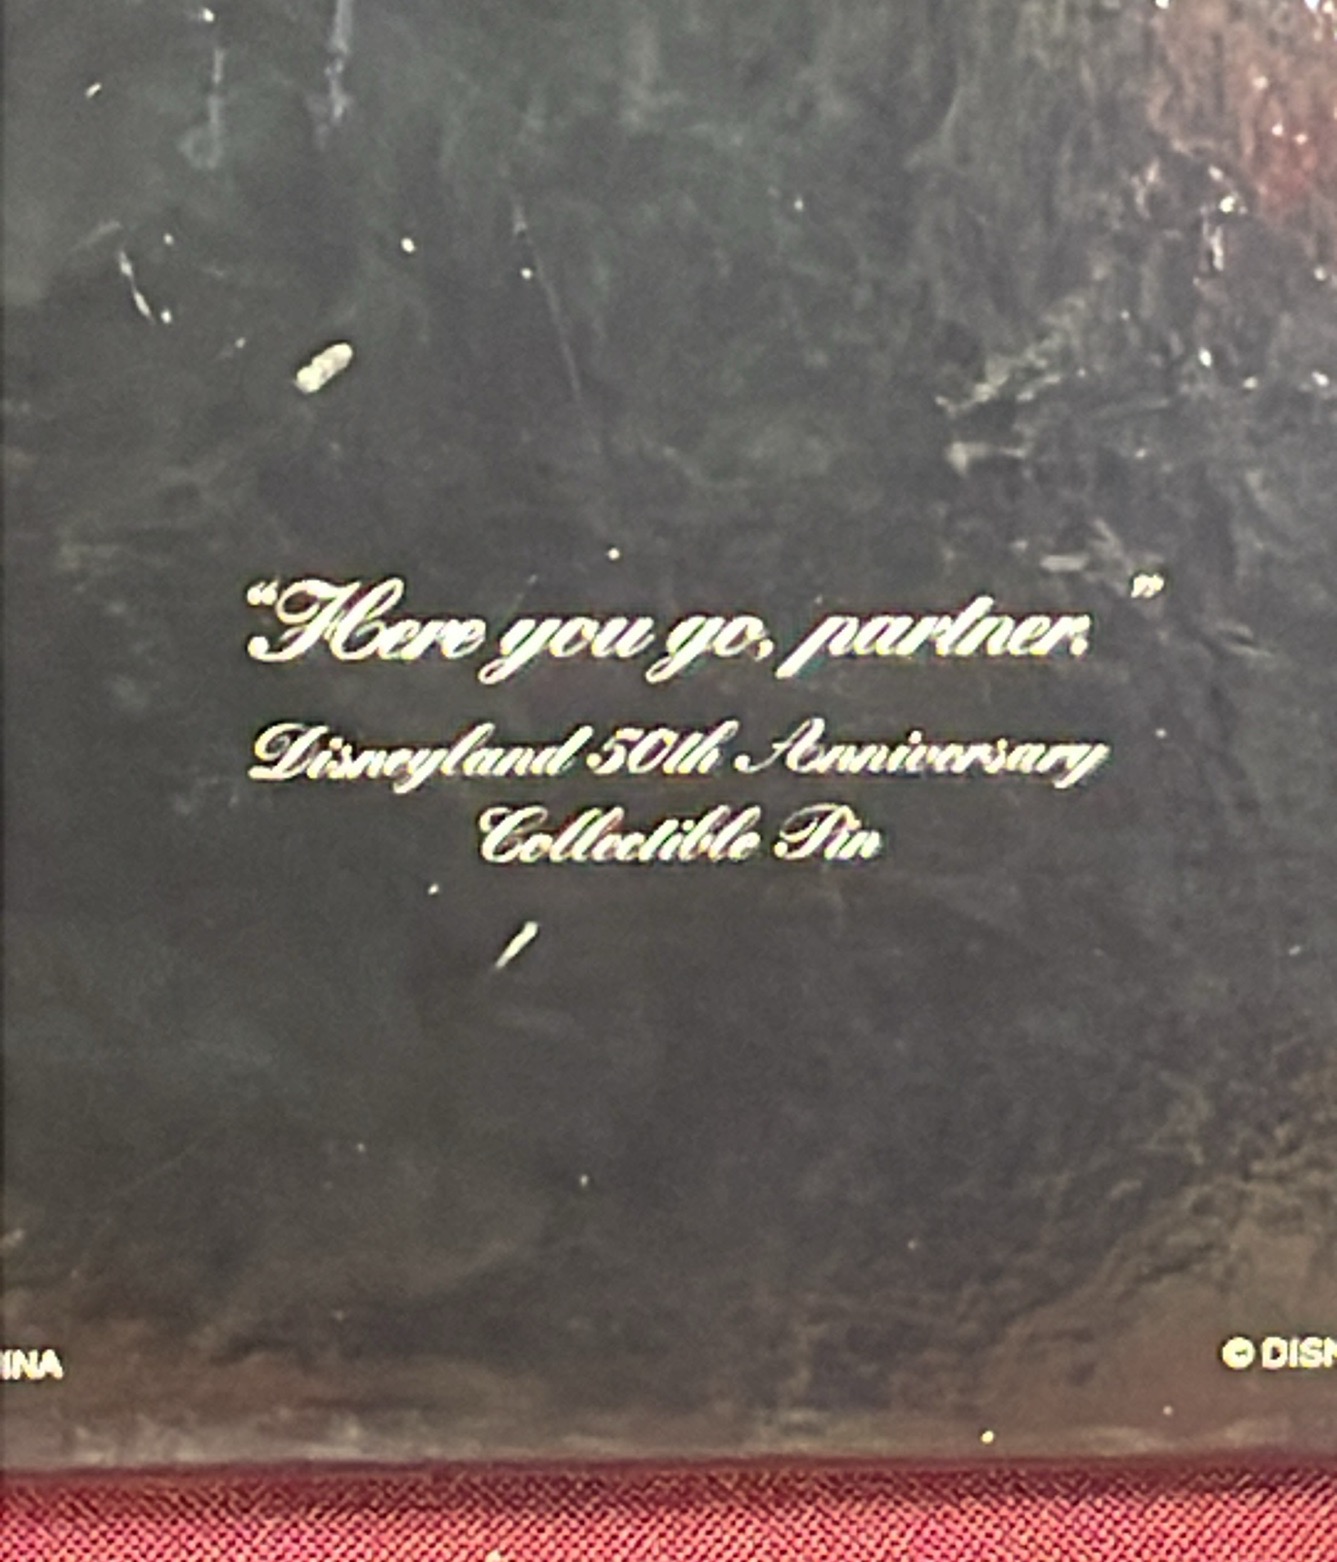 “Here you go, partner.”
Disneyland 50th Anniversary
Collectible Pin
INA
© DISN